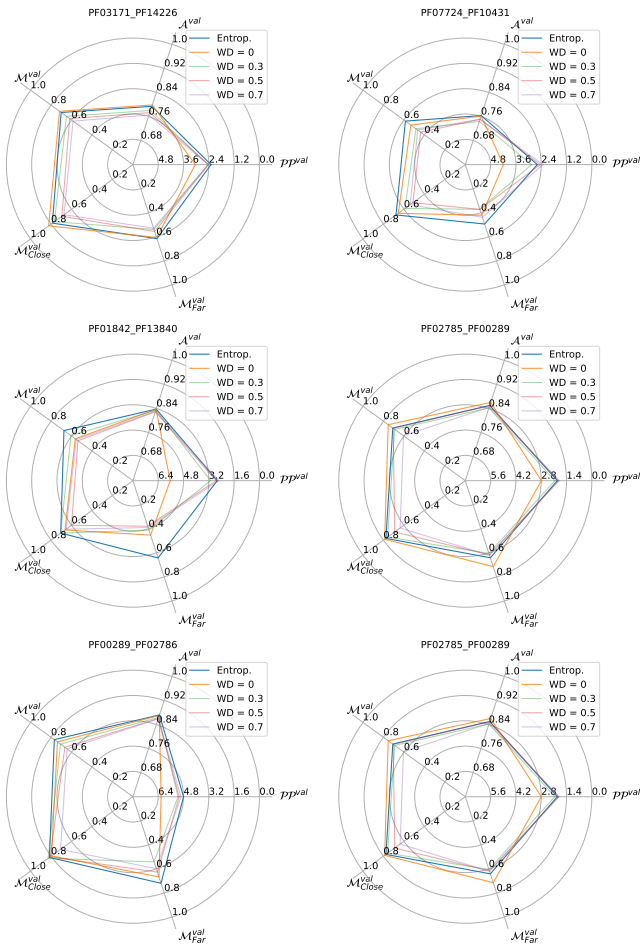 PF03171_PF14226
𝒜^val
1.0
0.92
0.84
0.76
0.68
Entrop.
WD = 0
WD = 0.3
WD = 0.5
WD = 0.7
ℳ^val
1.0
0.8
0.6
0.4
0.2
4.8 3.6 2.4 1.2 0.0 𝒫𝒫^val
0.2
0.4
0.6
0.8
1.0
ℳ^val_Close
0.2
0.4
0.6
0.8
1.0
ℳ^val_Far
PF07724_PF10431
𝒜^val
1.0
0.92
0.84
0.76
0.68
Entrop.
WD = 0
WD = 0.3
WD = 0.5
WD = 0.7
ℳ^val
1.0
0.8
0.6
0.4
0.2
4.8 3.6 2.4 1.2 0.0 𝒫𝒫^val
0.2
0.4
0.6
0.8
1.0
ℳ^val_Close
0.2
0.4
0.6
0.8
1.0
ℳ^val_Far
PF01842_PF13840
𝒜^val
1.0
0.92
0.84
0.76
0.68
Entrop.
WD = 0
WD = 0.3
WD = 0.5
WD = 0.7
ℳ^val
1.0
0.8
0.6
0.4
0.2
6.4 4.8 3.2 1.6 0.0 𝒫𝒫^val
0.2
0.4
0.6
0.8
1.0
ℳ^val_Close
0.2
0.4
0.6
0.8
1.0
ℳ^val_Far
PF02785_PF00289
𝒜^val
1.0
0.92
0.84
0.76
0.68
Entrop.
WD = 0
WD = 0.3
WD = 0.5
WD = 0.7
ℳ^val
1.0
0.8
0.6
0.4
0.2
5.6 4.2 2.8 1.4 0.0 𝒫𝒫^val
0.2
0.4
0.6
0.8
1.0
ℳ^val_Close
0.2
0.4
0.6
0.8
1.0
ℳ^val_Far
PF00289_PF02786
𝒜^val
1.0
0.92
0.84
0.76
0.68
Entrop.
WD = 0
WD = 0.3
WD = 0.5
WD = 0.7
ℳ^val
1.0
0.8
0.6
0.4
0.2
6.4 4.8 3.2 1.6 0.0 𝒫𝒫^val
0.2
0.4
0.6
0.8
1.0
ℳ^val_Close
0.2
0.4
0.6
0.8
1.0
ℳ^val_Far
PF02785_PF00289
𝒜^val
1.0
0.92
0.84
0.76
0.68
Entrop.
WD = 0
WD = 0.3
WD = 0.5
WD = 0.7
ℳ^val
1.0
0.8
0.6
0.4
0.2
5.6 4.2 2.8 1.4 0.0 𝒫𝒫^val
0.2
0.4
0.6
0.8
1.0
ℳ^val_Close
0.2
0.4
0.6
0.8
1.0
ℳ^val_Far